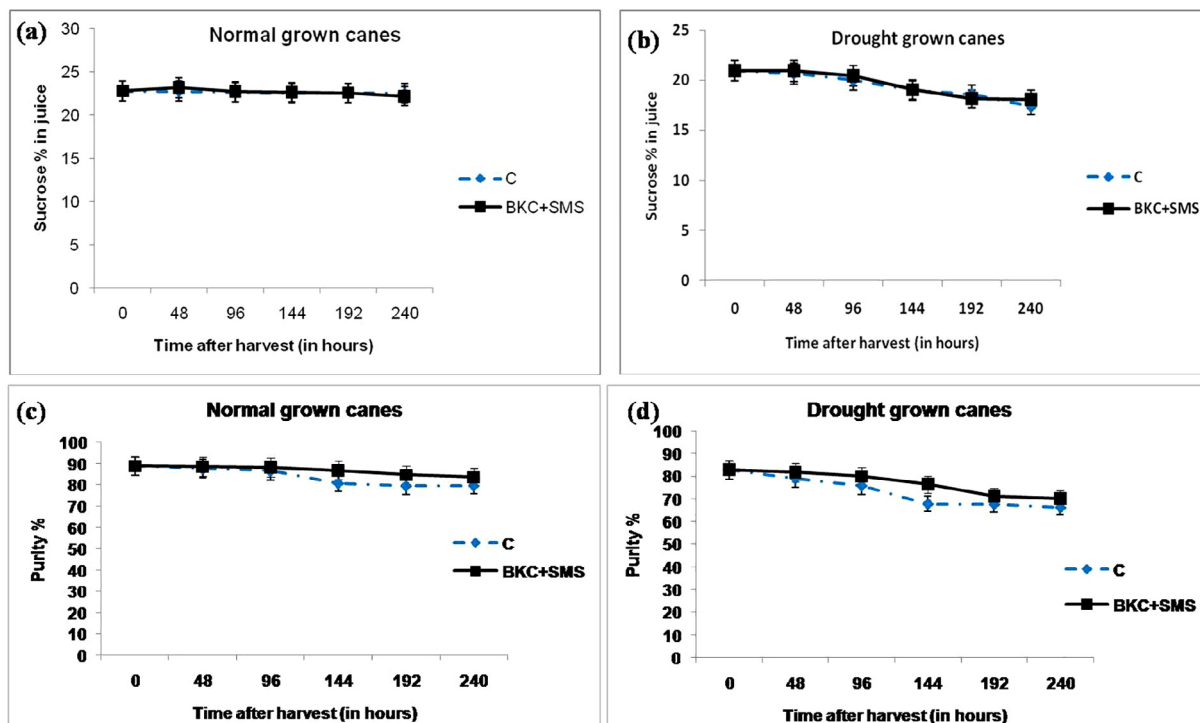 (a)
Normal grown canes
30
25
20
15
10
5
0
Sucrose % in juice
0 48 96 144 192 240
Time after harvest (in hours)
C
BKC+SMS
(b)
Drought grown canes
25
20
15
10
5
0
Sucrose % in juice
0 48 96 144 192 240
Time after harvest (in hours)
C
BKC+SMS
(c)
Normal grown canes
100
90
80
70
60
50
40
30
20
10
0
Purity %
0 48 96 144 192 240
Time after harvest (in hours)
C
BKC+SMS
(d)
Drought grown canes
100
90
80
70
60
50
40
30
20
10
0
Purity %
0 48 96 144 192 240
Time after harvest (in hours)
C
BKC+SMS